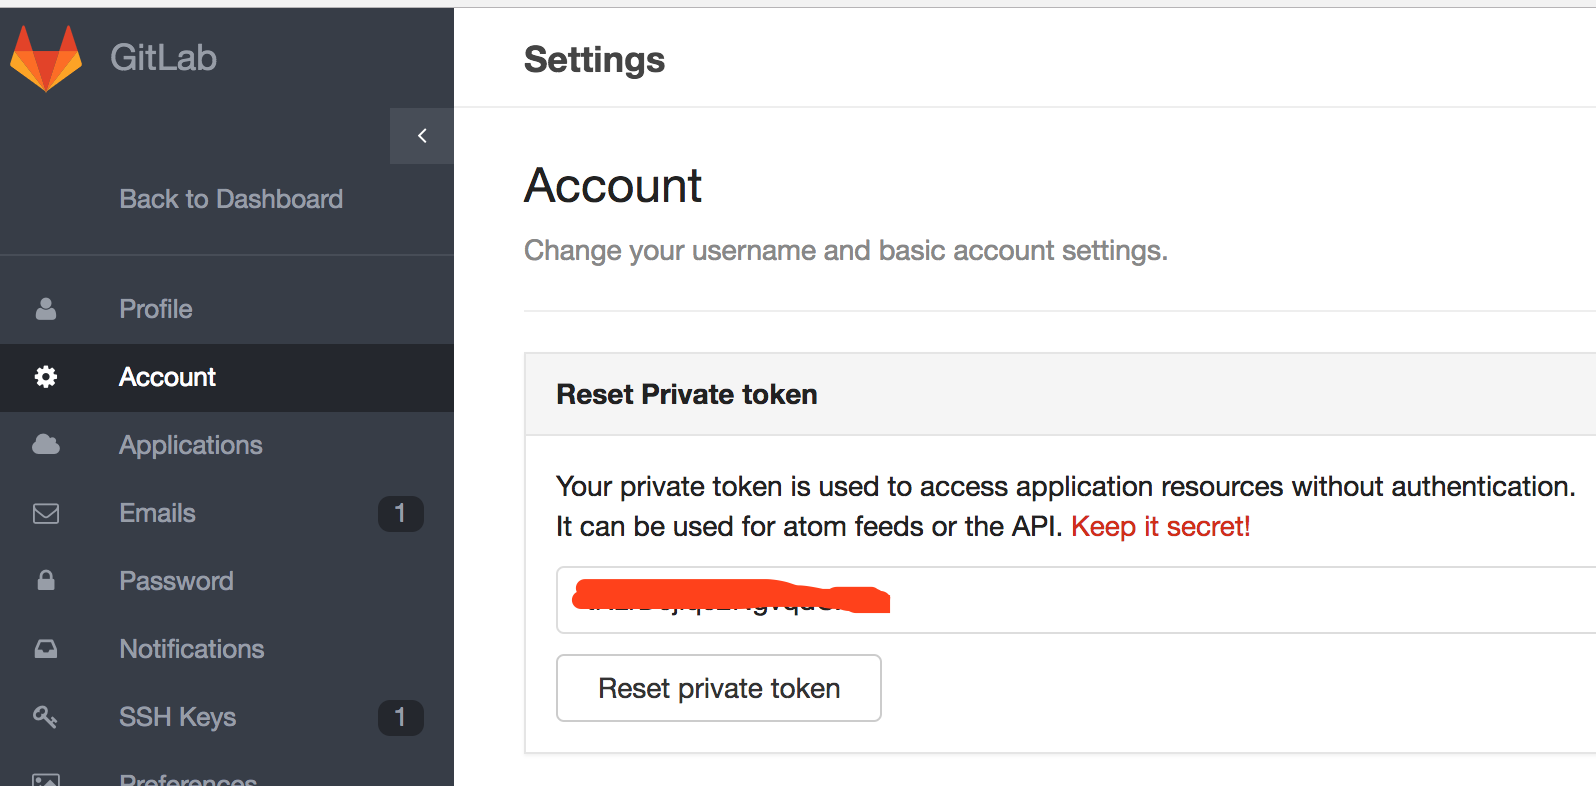 GitLab
Back to Dashboard
Profile
Account
Applications
Emails 1
Password
Notifications
SSH Keys 1
Preferences
Settings
Account
Change your username and basic account settings.
Reset Private token
Your private token is used to access application resources without authentication.
It can be used for atom feeds or the API. Keep it secret!
Reset private token